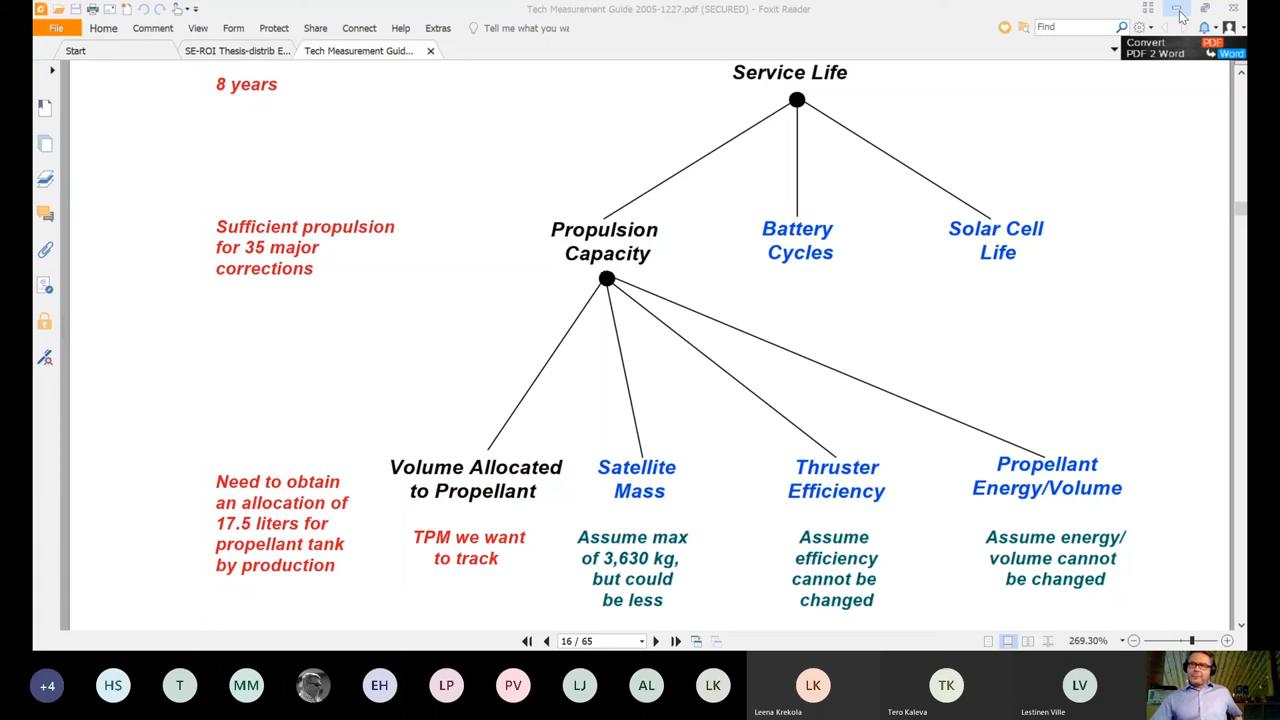 Tech Measurement Guide 2005-1227.pdf (SECURED) - Foxit Reader
File Home Comment View Form Protect Share Connect Help Extras Tell me what you wa Find
Convert PDF
PDF 2 Word Word
Start SE-ROI Thesis-distrib E... Tech Measurement Guid...
Service Life
8 years
Sufficient propulsion
for 35 major
corrections
Propulsion
Capacity
Battery
Cycles
Solar Cell
Life
Need to obtain
an allocation of
17.5 liters for
propellant tank
by production
Volume Allocated
to Propellant
TPM we want
to track
Satellite
Mass
Assume max
of 3,630 kg,
but could
be less
Thruster
Efficiency
Assume
efficiency
cannot be
changed
Propellant
Energy/Volume
Assume energy/
volume cannot
be changed
16 / 65
269.30%
+4 HS T MM EH LP PV LJ AL LK LK TK LV
Leena Krekola Tero Kaleva Lestinen Ville